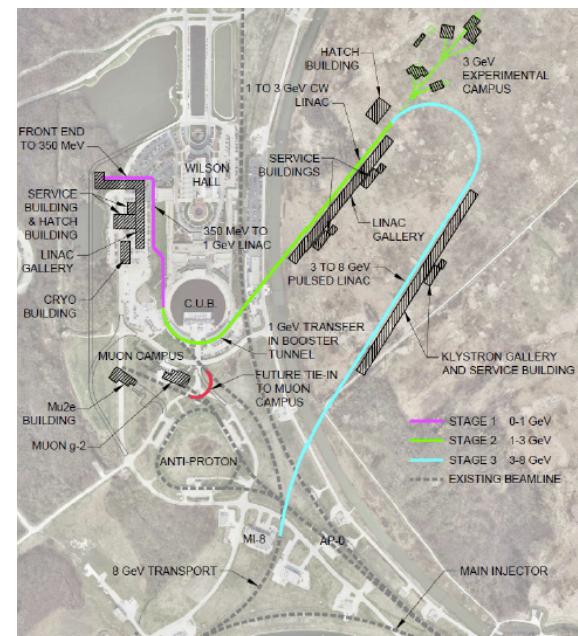 HATCH
BUILDING
3 GeV
EXPERIMENTAL
CAMPUS
1 TO 3 GeV CW
LINAC
FRONT END
TO 350 MeV
WILSON
HALL
SERVICE
BUILDINGS
SERVICE
BUILDING
& HATCH
BUILDING
350 MeV TO
1 GeV LINAC
LINAC
GALLERY
LINAC
GALLERY
3 TO 8 GeV
PULSED LINAC
CRYO
BUILDING
C.U.B.
1 GeV TRANSFER
IN BOOSTER
TUNNEL
MUON CAMPUS
KLYSTRON GALLERY
AND SERVICE BUILDING
FUTURE TIE-IN
TO MUON
CAMPUS
Mu2e
BUILDING
MUON g-2
STAGE 1 0-1 GeV
STAGE 2 1-3 GeV
STAGE 3 3-8 GeV
EXISTING BEAMLINE
ANTI-PROTON
MI-8
AP-0
8 GeV TRANSPORT
MAIN INJECTOR